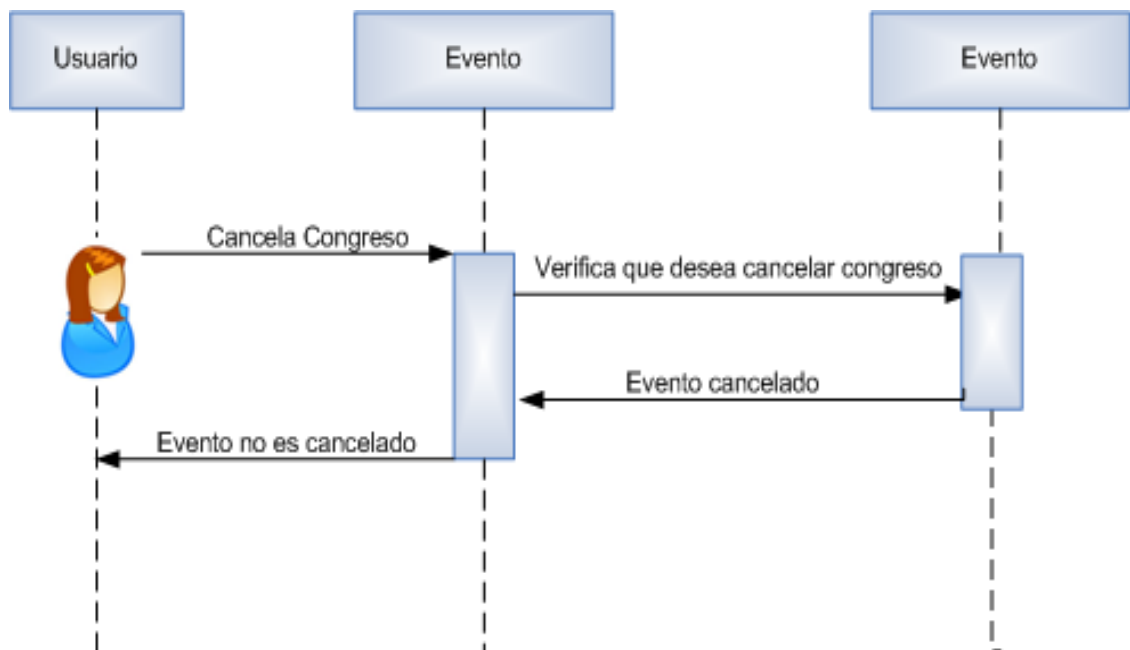 Usuario
Evento
Evento
Cancela Congreso
Verifica que desea cancelar congreso
Evento cancelado
Evento no es cancelado